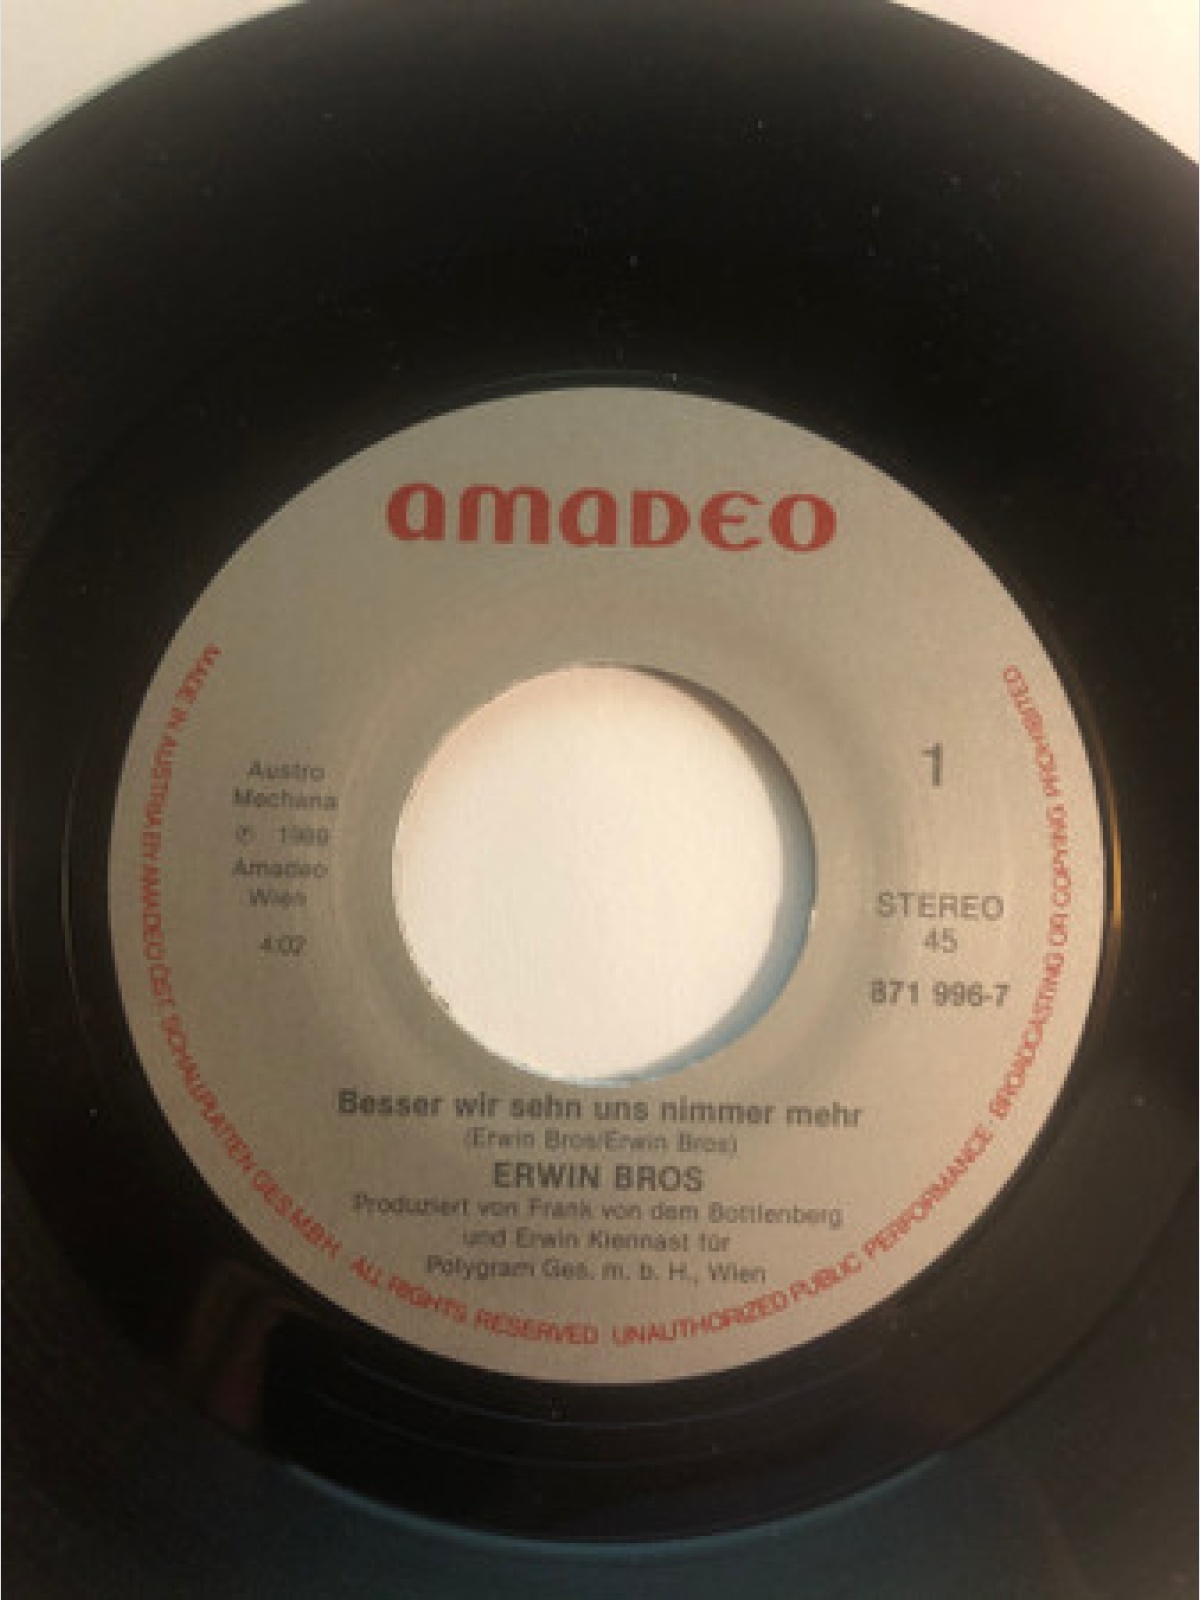 amadeo
Austro
Mechana
℗ 1989
Amadeo
Wien
4:02
1
STEREO
45
871 996-7
Besser wir sehn uns nimmer mehr
(Erwin Bros/Erwin Bros)
ERWIN BROS
Produziert von Frank von dem Bottlenberg
und Erwin Kiennast für
Polygram Ges. m. b. H., Wien
MADE IN AUSTRIA BY AMADEO ÖST. SCHALLPLATTEN GES.M.B.H. ALL RIGHTS RESERVED UNAUTHORIZED PUBLIC PERFORMANCE · BROADCASTING OR COPYING PROHIBITED